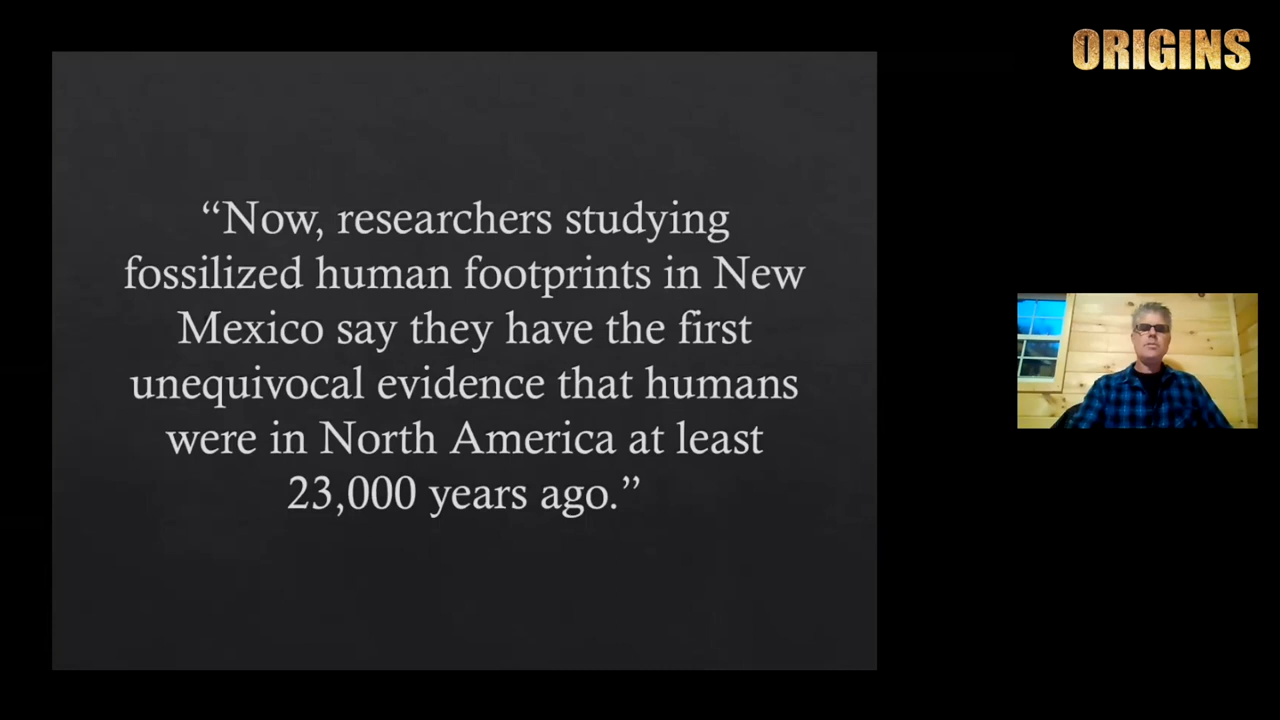 ORIGINS
“Now, researchers studying
fossilized human footprints in New
Mexico say they have the first
unequivocal evidence that humans
were in North America at least
23,000 years ago.”